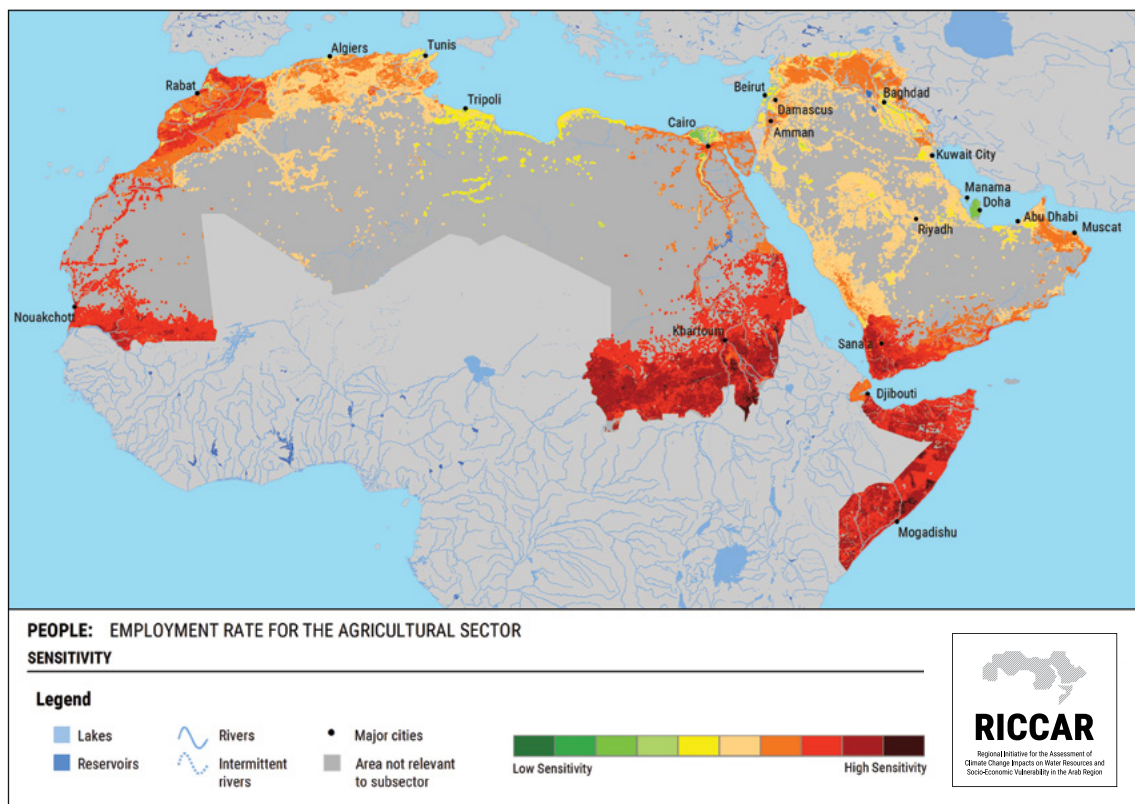 Algiers
Tunis
Rabat
Tripoli
Beirut
Baghdad
Damascus
Cairo
Amman
Kuwait City
Manama
Doha
Abu Dhabi
Riyadh
Muscat
Nouakchott
Khartoum
Sana'a
Djibouti
Mogadishu
PEOPLE: EMPLOYMENT RATE FOR THE AGRICULTURAL SECTOR
SENSITIVITY
Legend
Lakes
Rivers
Major cities
Reservoirs
Intermittent
rivers
Area not relevant
to subsector
Low Sensitivity
High Sensitivity
RICCAR
Regional Initiative for the Assessment of
Climate Change Impacts on Water Resources and
Socio-Economic Vulnerability in the Arab Region